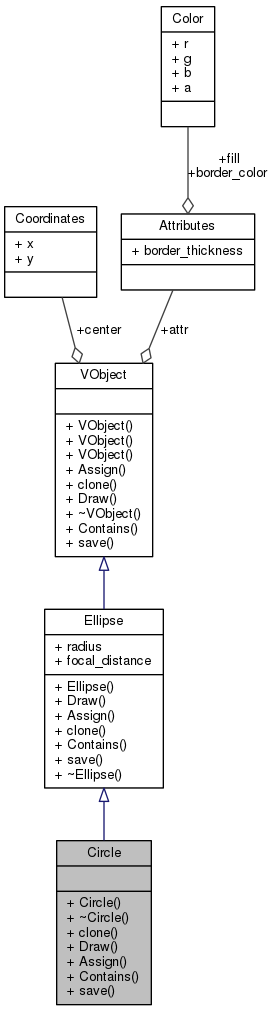 Color
+ r
+ g
+ b
+ a
+fill
+border_color
Coordinates
+ x
+ y
Attributes
+ border_thickness
+center
+attr
VObject
+ VObject()
+ VObject()
+ VObject()
+ Assign()
+ clone()
+ Draw()
+ ~VObject()
+ Contains()
+ save()
Ellipse
+ radius
+ focal_distance
+ Ellipse()
+ Draw()
+ Assign()
+ clone()
+ Contains()
+ save()
+ ~Ellipse()
Circle
+ Circle()
+ ~Circle()
+ clone()
+ Draw()
+ Assign()
+ Contains()
+ save()